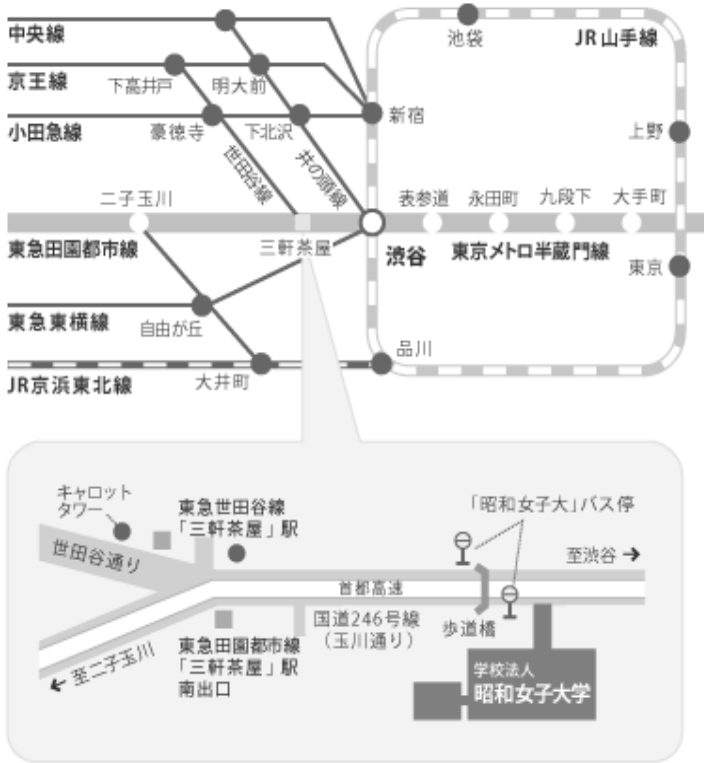 中央線
池袋
JR山手線
京王線
下高井戸
明大前
小田急線
豪徳寺
下北沢
新宿
上野
世田谷線
井の頭線
二子玉川
表参道
永田町
九段下
大手町
東急田園都市線
三軒茶屋
渋谷
東京メトロ半蔵門線
東京
東急東横線
自由が丘
品川
JR京浜東北線
大井町
キャロット
タワー
東急世田谷線
「三軒茶屋」駅
「昭和女子大」バス停
世田谷通り
至渋谷→
首都高速
国道246号線
(玉川通り)
歩道橋
←至二子玉川
東急田園都市線
「三軒茶屋」駅
南出口
学校法人
昭和女子大学